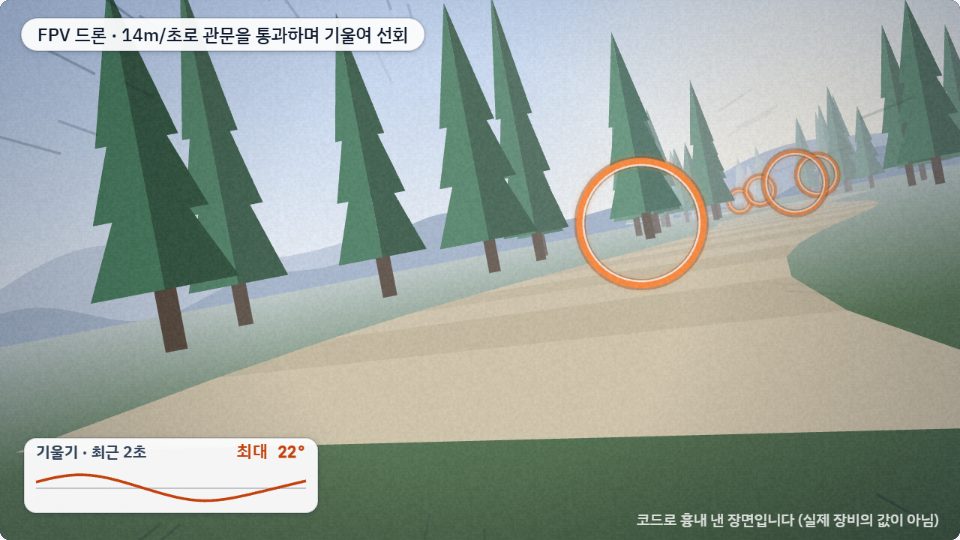 FPV 드론 · 14m/초로 관문을 통과하며 기울여 선회
기울기 · 최근 2초 최대 22°
코드로 흉내 낸 장면입니다 (실제 장비의 값이 아님)